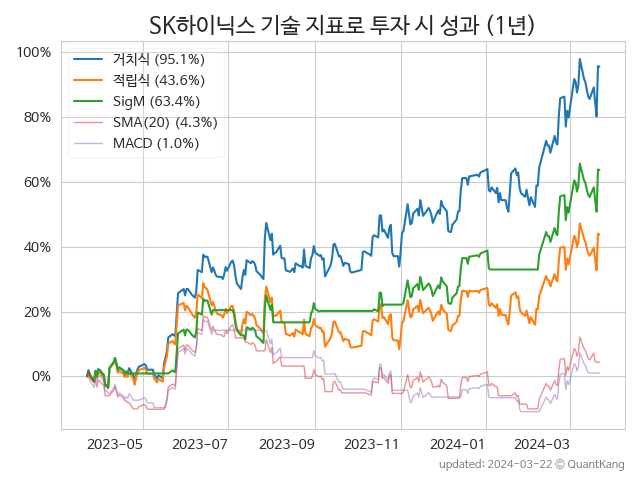 SK하이닉스 기술 지표로 투자 시 성과 (1년)
100%
80%
60%
40%
20%
0%
거치식 (95.1%)
적립식 (43.6%)
SigM (63.4%)
SMA(20) (4.3%)
MACD (1.0%)
2023-05 2023-07 2023-09 2023-11 2024-01 2024-03
updated: 2024-03-22 © QuantKang